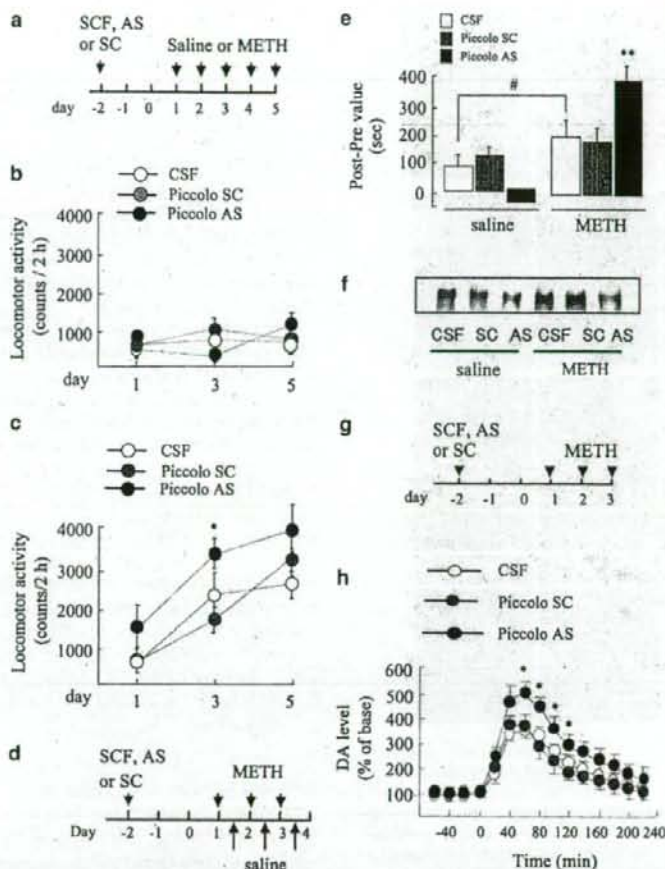 a
SCF, AS
or SC
Saline or METH
day
-2 -1 0 1 2 3 4 5
b
CSF
Piccolo SC
Piccolo AS
Locomotor activity
(counts / 2 h)
4000
3000
2000
1000
day
1 3 5
c
CSF
Piccolo SC
Piccolo AS
Locomotor activity
(counts/2 h)
4000
3000
2000
1000
*
day
1 3 5
d
SCF, AS
or SC
METH
Day
-2 -1 0 1 2 3 4
saline
e
CSF
Piccolo SC
Piccolo AS
Post-Pre value
(sec)
400
300
200
100
0
#
**
saline METH
f
CSF SC AS CSF SC AS
saline METH
g
SCF, AS
or SC
METH
day
-2 -1 0 1 2 3
h
CSF
Piccolo SC
Piccolo AS
DA level
(% of base)
600
500
400
300
200
100
* * * *
-40 0 40 80 120 160 200 240
Time (min)